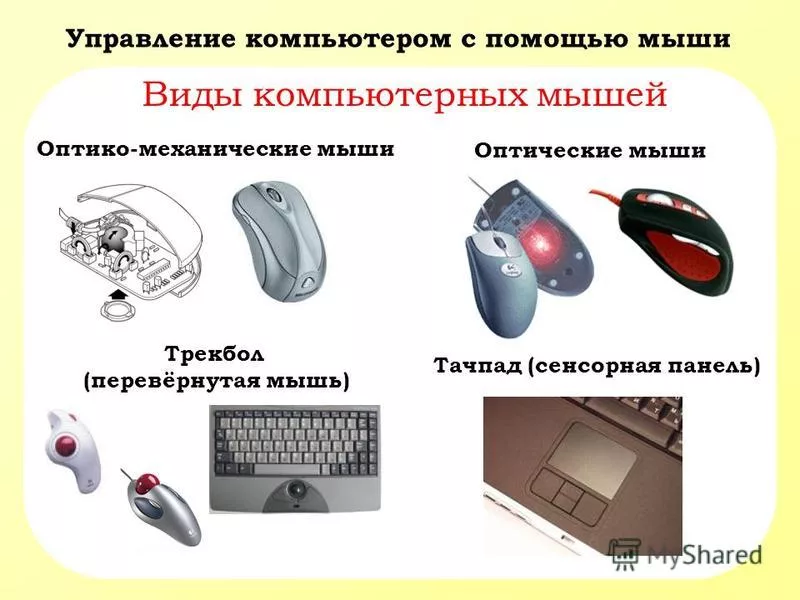 Управление компьютером с помощью мыши
Виды компьютерных мышей
Оптико-механические мыши
Оптические мыши
Трекбол
(перевёрнутая мышь)
Тачпад (сенсорная панель)
MyShared